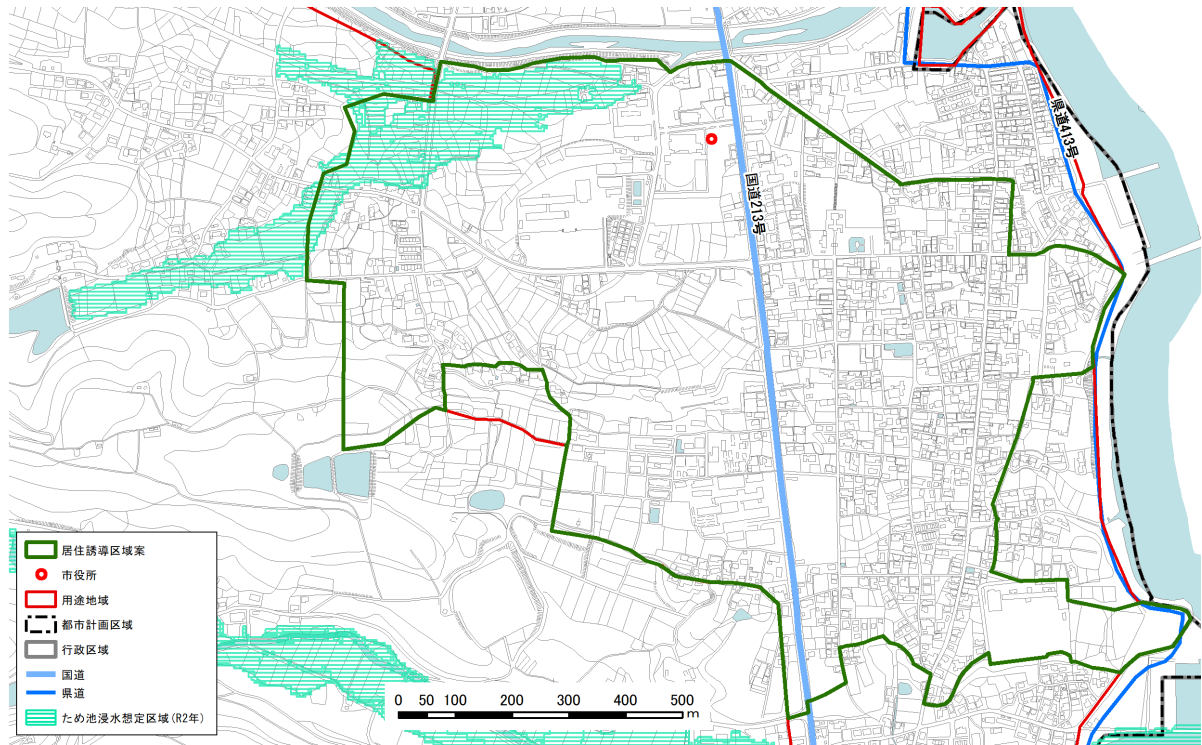 県道413号
国道213号
居住誘導区域案
市役所
用途地域
都市計画区域
行政区域
国道
県道
ため池浸水想定区域(R2年)
0 50 100 200 300 400 500
m